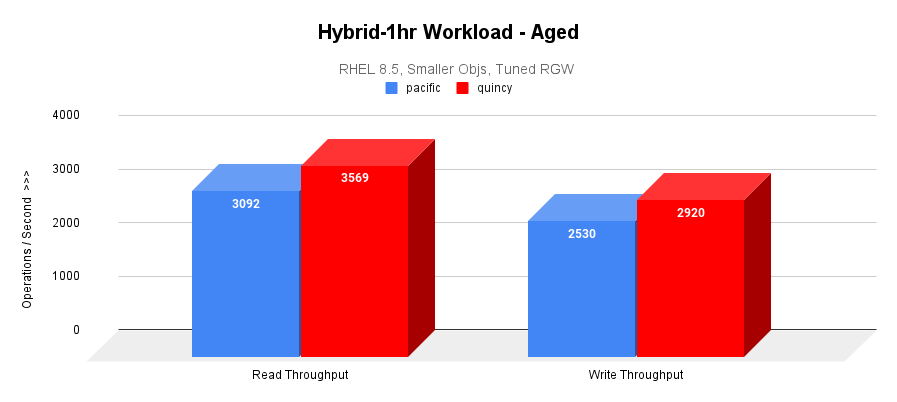 Hybrid-1hr Workload - Aged
RHEL 8.5, Smaller Objs, Tuned RGW
pacific quincy
Operations / Second >>>
4000
3000
2000
1000
0
3092
3569
2530
2920
Read Throughput
Write Throughput